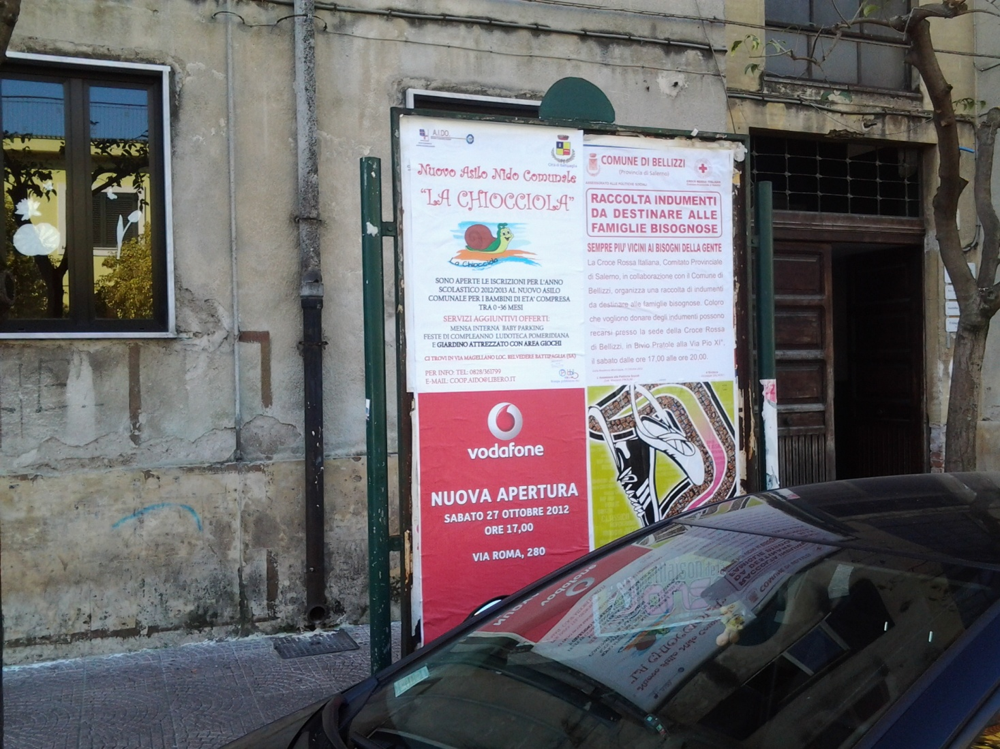 A.I.DO.
Città di Battipaglia
Nuovo Asilo Nido Comunale
"LA CHIOCCIOLA"
La Chiocciola
SONO APERTE LE ISCRIZIONI PER L'ANNO
SCOLASTICO 2012/2013 AL NUOVO ASILO
COMUNALE PER I BAMBINI DI ETA' COMPRESA
TRA 0-36 MESI
SERVIZI AGGIUNTIVI OFFERTI:
MENSA INTERNA BABY PARKING
FESTE DI COMPLEANNO LUDOTECA POMERIDIANA
E GIARDINO ATTREZZATO CON AREA GIOCHI
CI TROVI IN VIA MAGELLANO LOC. BELVEDERE BATTIPAGLIA (SA)
PER INFO: TEL: 0828/361799
E-MAIL: COOP.AIDO@LIBERO.IT
COMUNE DI BELLIZZI
(Provincia di Salerno)
ASSESSORATO ALLE POLITICHE SOCIALI
RACCOLTA INDUMENTI
DA DESTINARE ALLE
FAMIGLIE BISOGNOSE
SEMPRE PIU' VICINI AI BISOGNI DELLA GENTE
La Croce Rossa Italiana, Comitato Provinciale
di Salerno, in collaborazione con il Comune di
Bellizzi, organizza una raccolta di indumenti
da destinare alle famiglie bisognose. Coloro
che vogliono donare degli indumenti possono
recarsi presso la sede della Croce Rossa
di Bellizzi, in Bivio Pratole alla Via Pio XI°,
il sabato dalle ore 17,00 alle ore 20,00.
vodafone
NUOVA APERTURA
SABATO 27 OTTOBRE 2012
ORE 17,00
VIA ROMA, 280